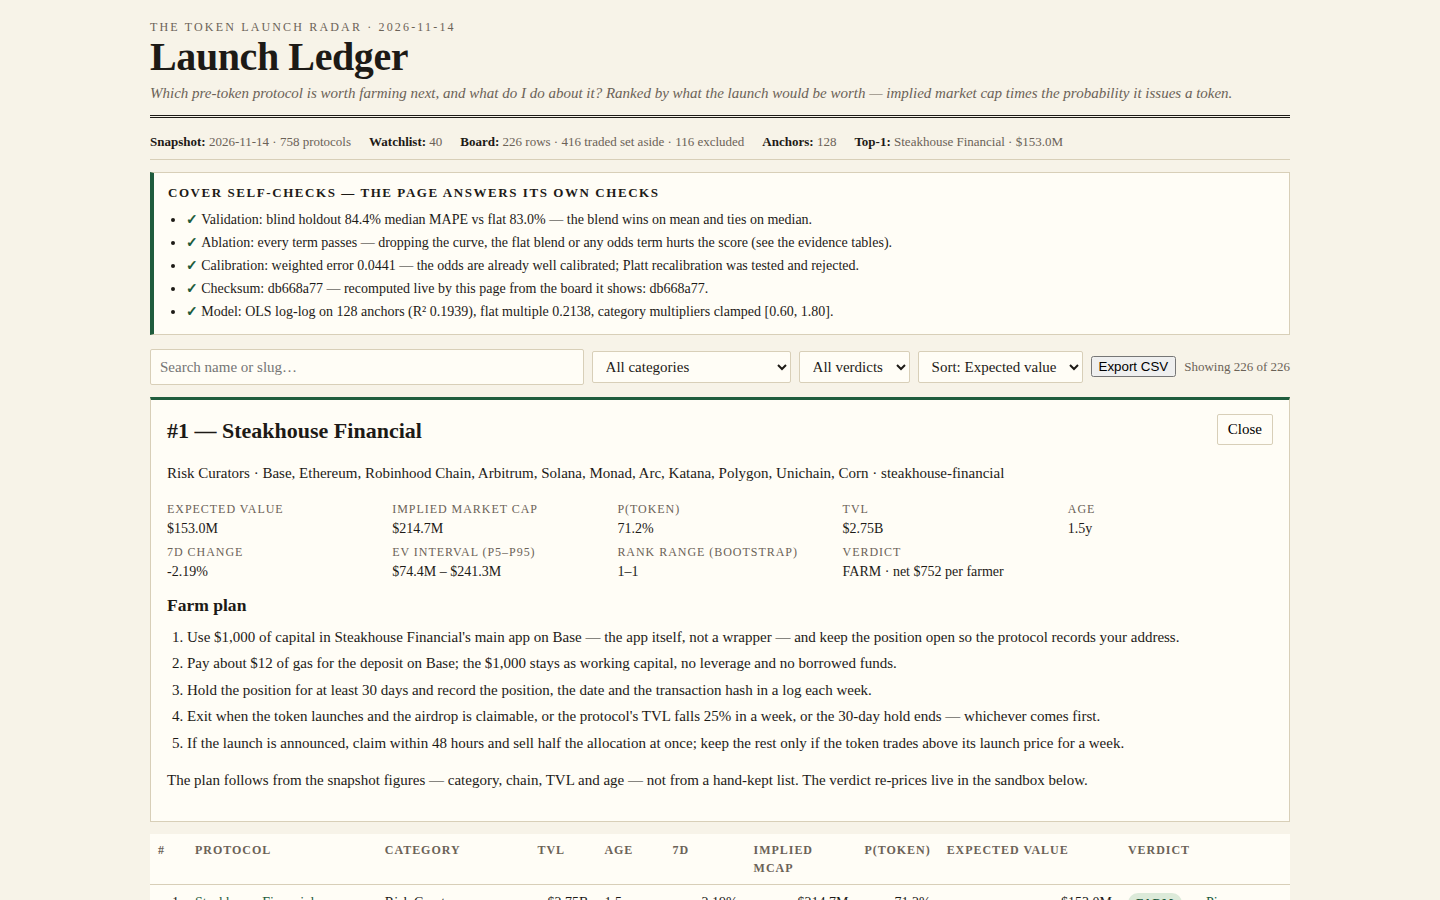 THE TOKEN LAUNCH RADAR · 2026-11-14
Launch Ledger
Which pre-token protocol is worth farming next, and what do I do about it? Ranked by what the launch would be worth — implied market cap times the probability it issues a token.
Snapshot: 2026-11-14 · 758 protocols Watchlist: 40 Board: 226 rows · 416 traded set aside · 116 excluded Anchors: 128 Top-1: Steakhouse Financial · $153.0M
COVER SELF-CHECKS — THE PAGE ANSWERS ITS OWN CHECKS
• ✓ Validation: blind holdout 84.4% median MAPE vs flat 83.0% — the blend wins on mean and ties on median.
• ✓ Ablation: every term passes — dropping the curve, the flat blend or any odds term hurts the score (see the evidence tables).
• ✓ Calibration: weighted error 0.0441 — the odds are already well calibrated; Platt recalibration was tested and rejected.
• ✓ Checksum: db668a77 — recomputed live by this page from the board it shows: db668a77.
• ✓ Model: OLS log-log on 128 anchors (R² 0.1939), flat multiple 0.2138, category multipliers clamped [0.60, 1.80].
Search name or slug… All categories All verdicts Sort: Expected value Export CSV Showing 226 of 226
#1 — Steakhouse Financial Close
Risk Curators · Base, Ethereum, Robinhood Chain, Arbitrum, Solana, Monad, Arc, Katana, Polygon, Unichain, Corn · steakhouse-financial
EXPECTED VALUE IMPLIED MARKET CAP P(TOKEN) TVL AGE
$153.0M $214.7M 71.2% $2.75B 1.5y
7D CHANGE EV INTERVAL (P5–P95) RANK RANGE (BOOTSTRAP) VERDICT
-2.19% $74.4M – $241.3M 1–1 FARM · net $752 per farmer
Farm plan
1. Use $1,000 of capital in Steakhouse Financial's main app on Base — the app itself, not a wrapper — and keep the position open so the protocol records your address.
2. Pay about $12 of gas for the deposit on Base; the $1,000 stays as working capital, no leverage and no borrowed funds.
3. Hold the position for at least 30 days and record the position, the date and the transaction hash in a log each week.
4. Exit when the token launches and the airdrop is claimable, or the protocol's TVL falls 25% in a week, or the 30-day hold ends — whichever comes first.
5. If the launch is announced, claim within 48 hours and sell half the allocation at once; keep the rest only if the token trades above its launch price for a week.
The plan follows from the snapshot figures — category, chain, TVL and age — not from a hand-kept list. The verdict re-prices live in the sandbox below.
# PROTOCOL CATEGORY TVL AGE 7D IMPLIED MCAP P(TOKEN) EXPECTED VALUE VERDICT